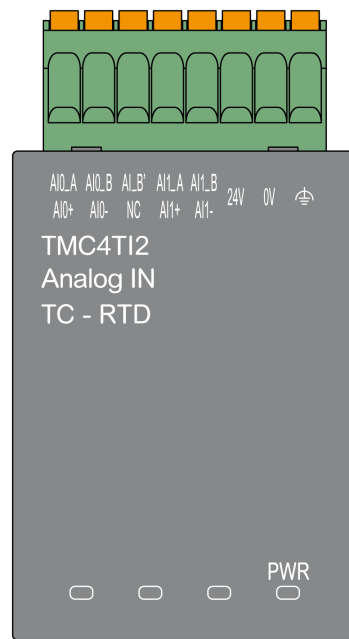 AI0_A AI0_B AI_B' AI1_A AI1_B 24V 0V
AI0+ AI0- NC AI1+ AI1-
TMC4TI2
Analog IN
TC - RTD
PWR